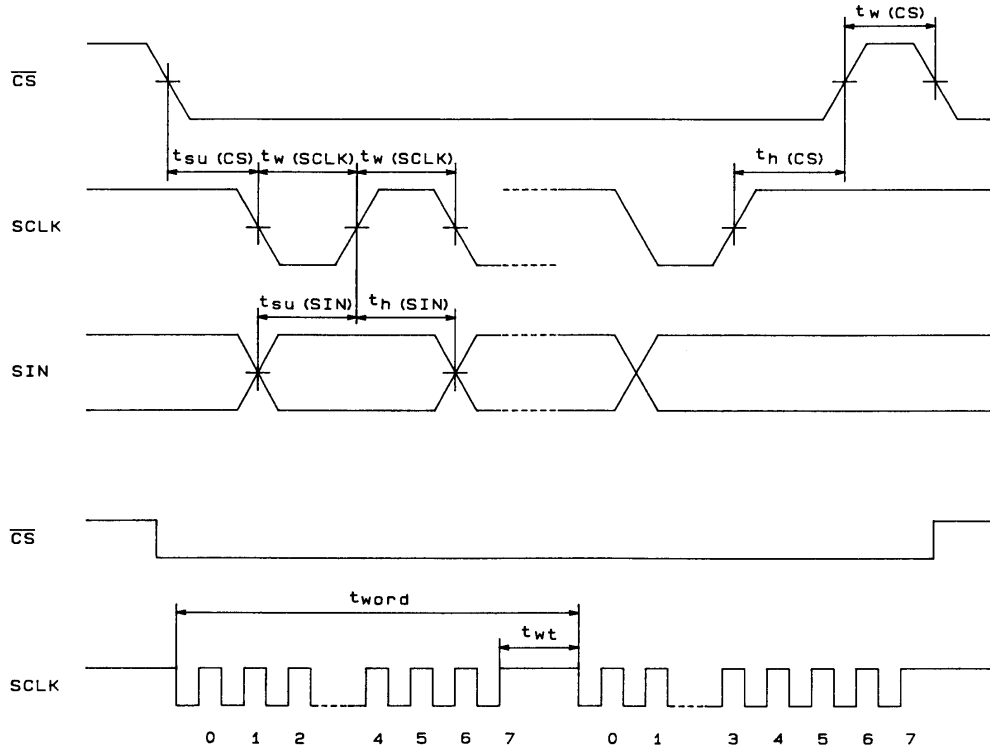 tw (CS)
CS
tsu (CS) tw (SCLK) tw (SCLK) th (CS)
SCLK
tsu (SIN) th (SIN)
SIN
CS
tword
twt
SCLK
0 1 2 4 5 6 7 0 1 3 4 5 6 7